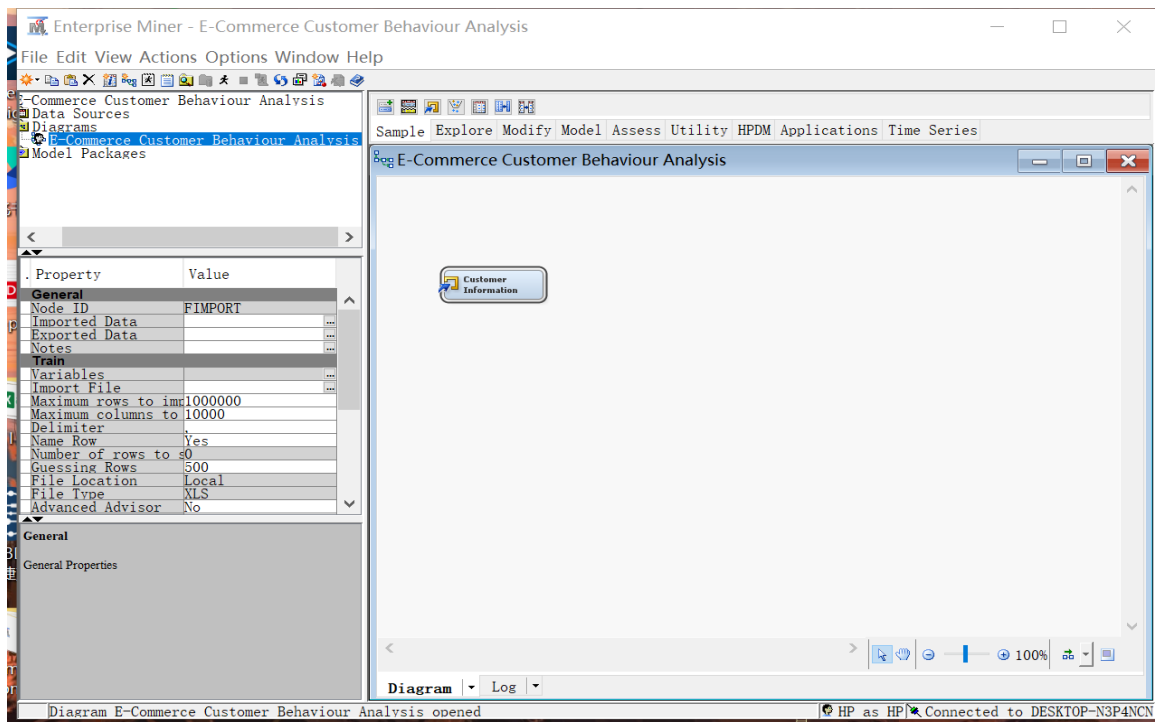 Enterprise Miner - E-Commerce Customer Behaviour Analysis
File Edit View Actions Options Window Help
E-Commerce Customer Behaviour Analysis
Data Sources
Diagrams
E-Commerce Customer Behaviour Analysis
Model Packages
Sample Explore Modify Model Assess Utility HPDM Applications Time Series
E-Commerce Customer Behaviour Analysis
Customer
Information
. Property Value
General
Node ID FIMPORT
Imported Data ...
Exported Data ...
Notes ...
Train
Variables ...
Import File ...
Maximum rows to imp 1000000
Maximum columns to 10000
Delimiter ,
Name Row Yes
Number of rows to s 0
Guessing Rows 500
File Location Local
File Type XLS
Advanced Advisor No
General
General Properties
100%
Diagram Log
Diagram E-Commerce Customer Behaviour Analysis opened
HP as HP Connected to DESKTOP-N3P4NCN